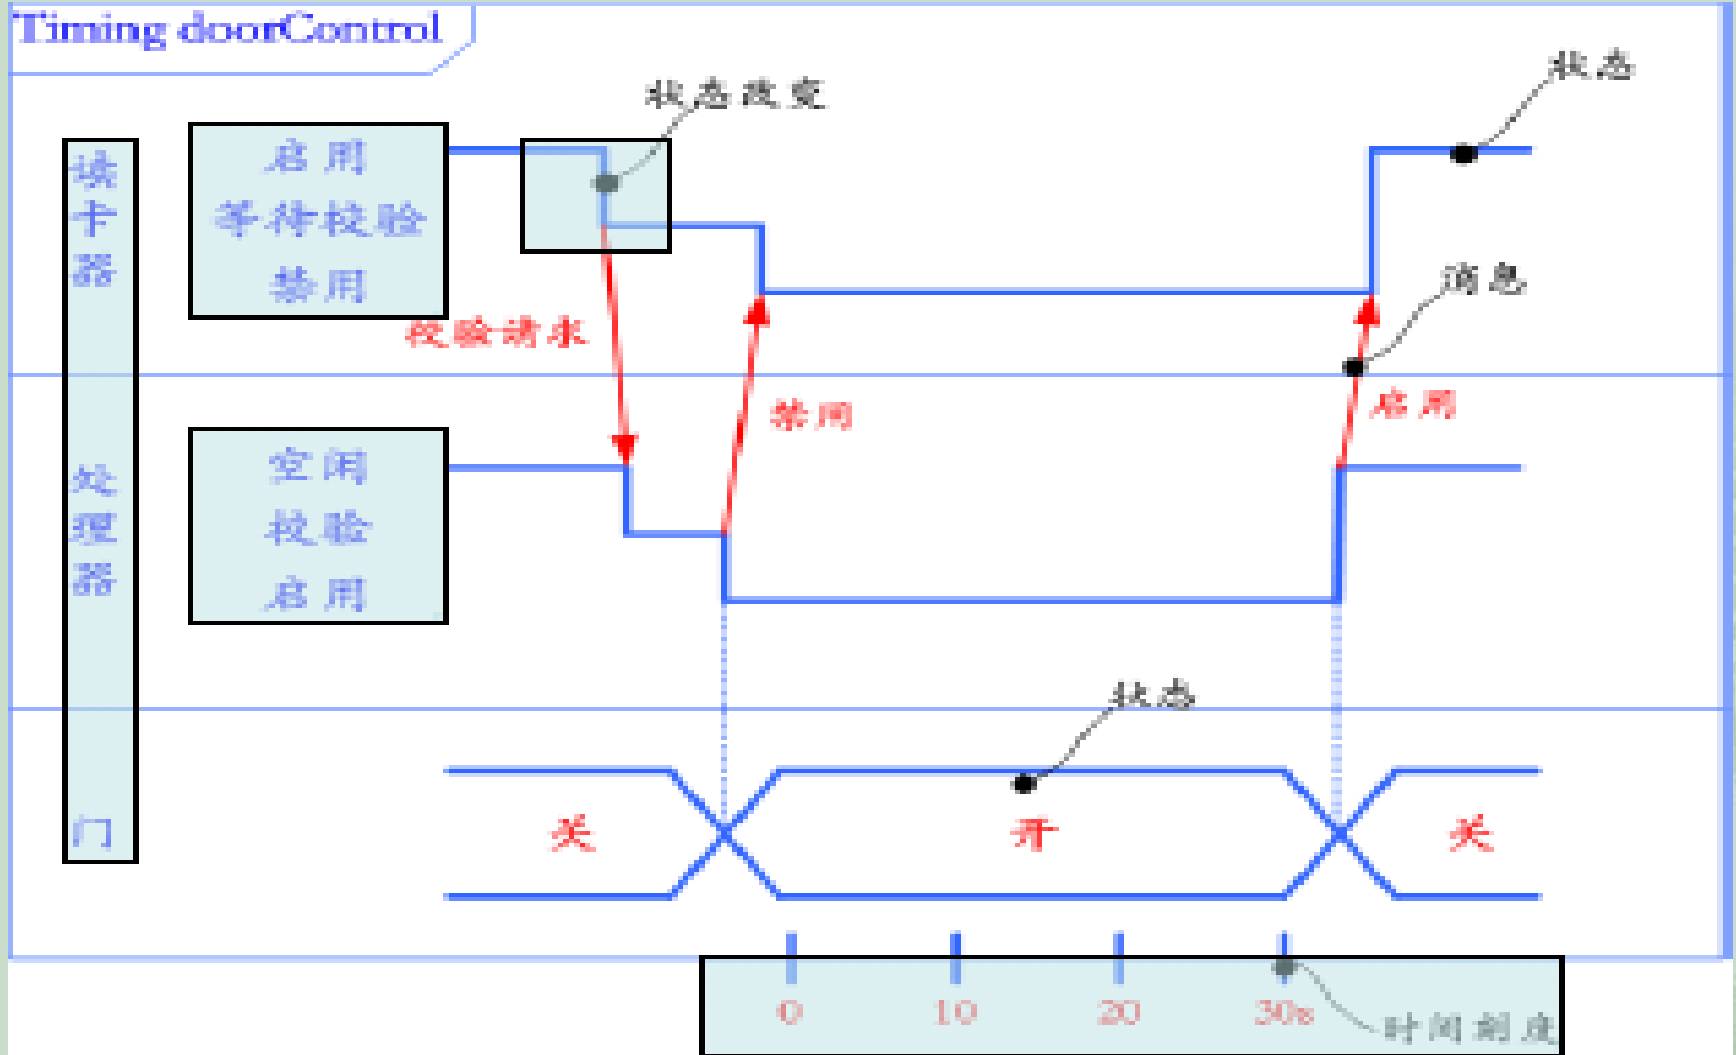 Timing doorControl
状态
状态改变
读卡器
启用
等待校验
禁用
消息
校验请求
禁用
启用
处理器
空闲
校验
启用
状态
门
关
开
关
0 10 20 30s
时间刻度